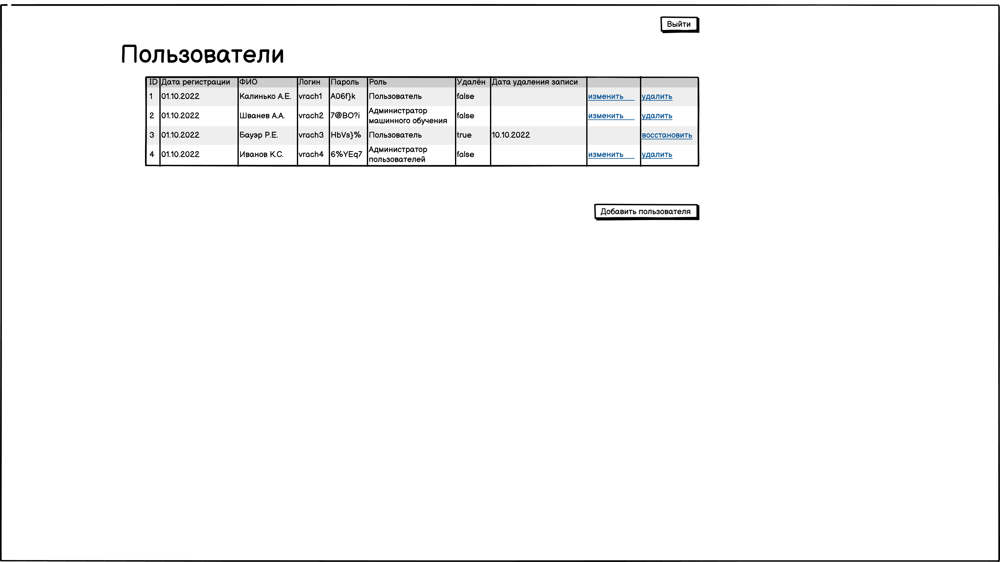 Выйти
Пользователи
ID Дата регистрации ФИО Логин Пароль Роль Удалён Дата удаления записи
1 01.10.2022 Калинько А.Е. vrach1 A06f}k Пользователь false изменить удалить
2 01.10.2022 Шванев А.А. vrach2 7@BO?i Администратор машинного обучения false изменить удалить
3 01.10.2022 Бауэр Р.Е. vrach3 HbVs}% Пользователь true 10.10.2022 восстановить
4 01.10.2022 Иванов К.С. vrach4 6%YEq7 Администратор пользователей false изменить удалить
Добавить пользователя